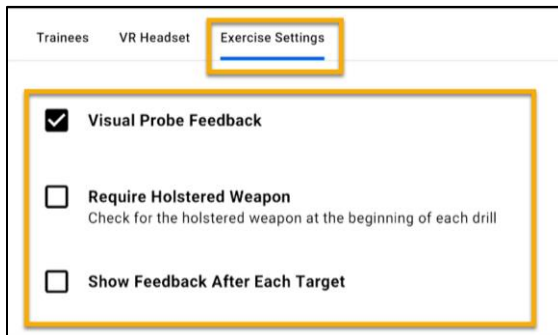 Trainees VR Headset Exercise Settings
Visual Probe Feedback
Require Holstered Weapon
Check for the holstered weapon at the beginning of each drill
Show Feedback After Each Target